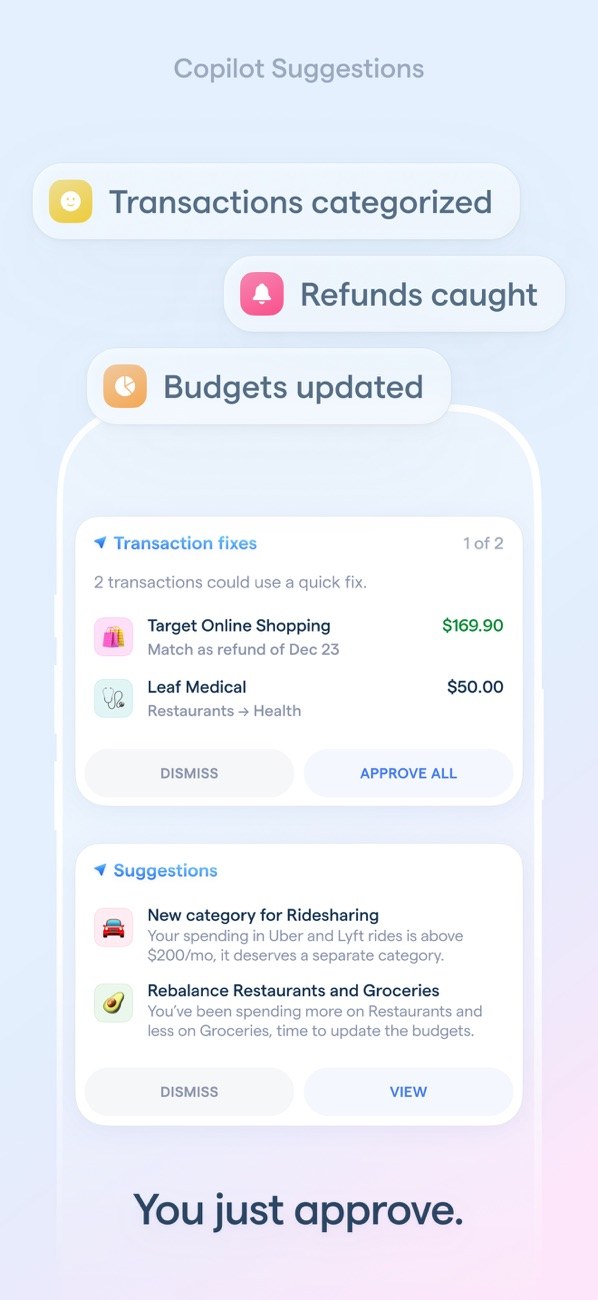 Copilot Suggestions
Transactions categorized
Refunds caught
Budgets updated
Transaction fixes 1 of 2
2 transactions could use a quick fix.
Target Online Shopping $169.90
Match as refund of Dec 23
Leaf Medical $50.00
Restaurants → Health
DISMISS APPROVE ALL
Suggestions
New category for Ridesharing
Your spending in Uber and Lyft rides is above
$200/mo, it deserves a separate category.
Rebalance Restaurants and Groceries
You’ve been spending more on Restaurants and
less on Groceries, time to update the budgets.
DISMISS VIEW
You just approve.